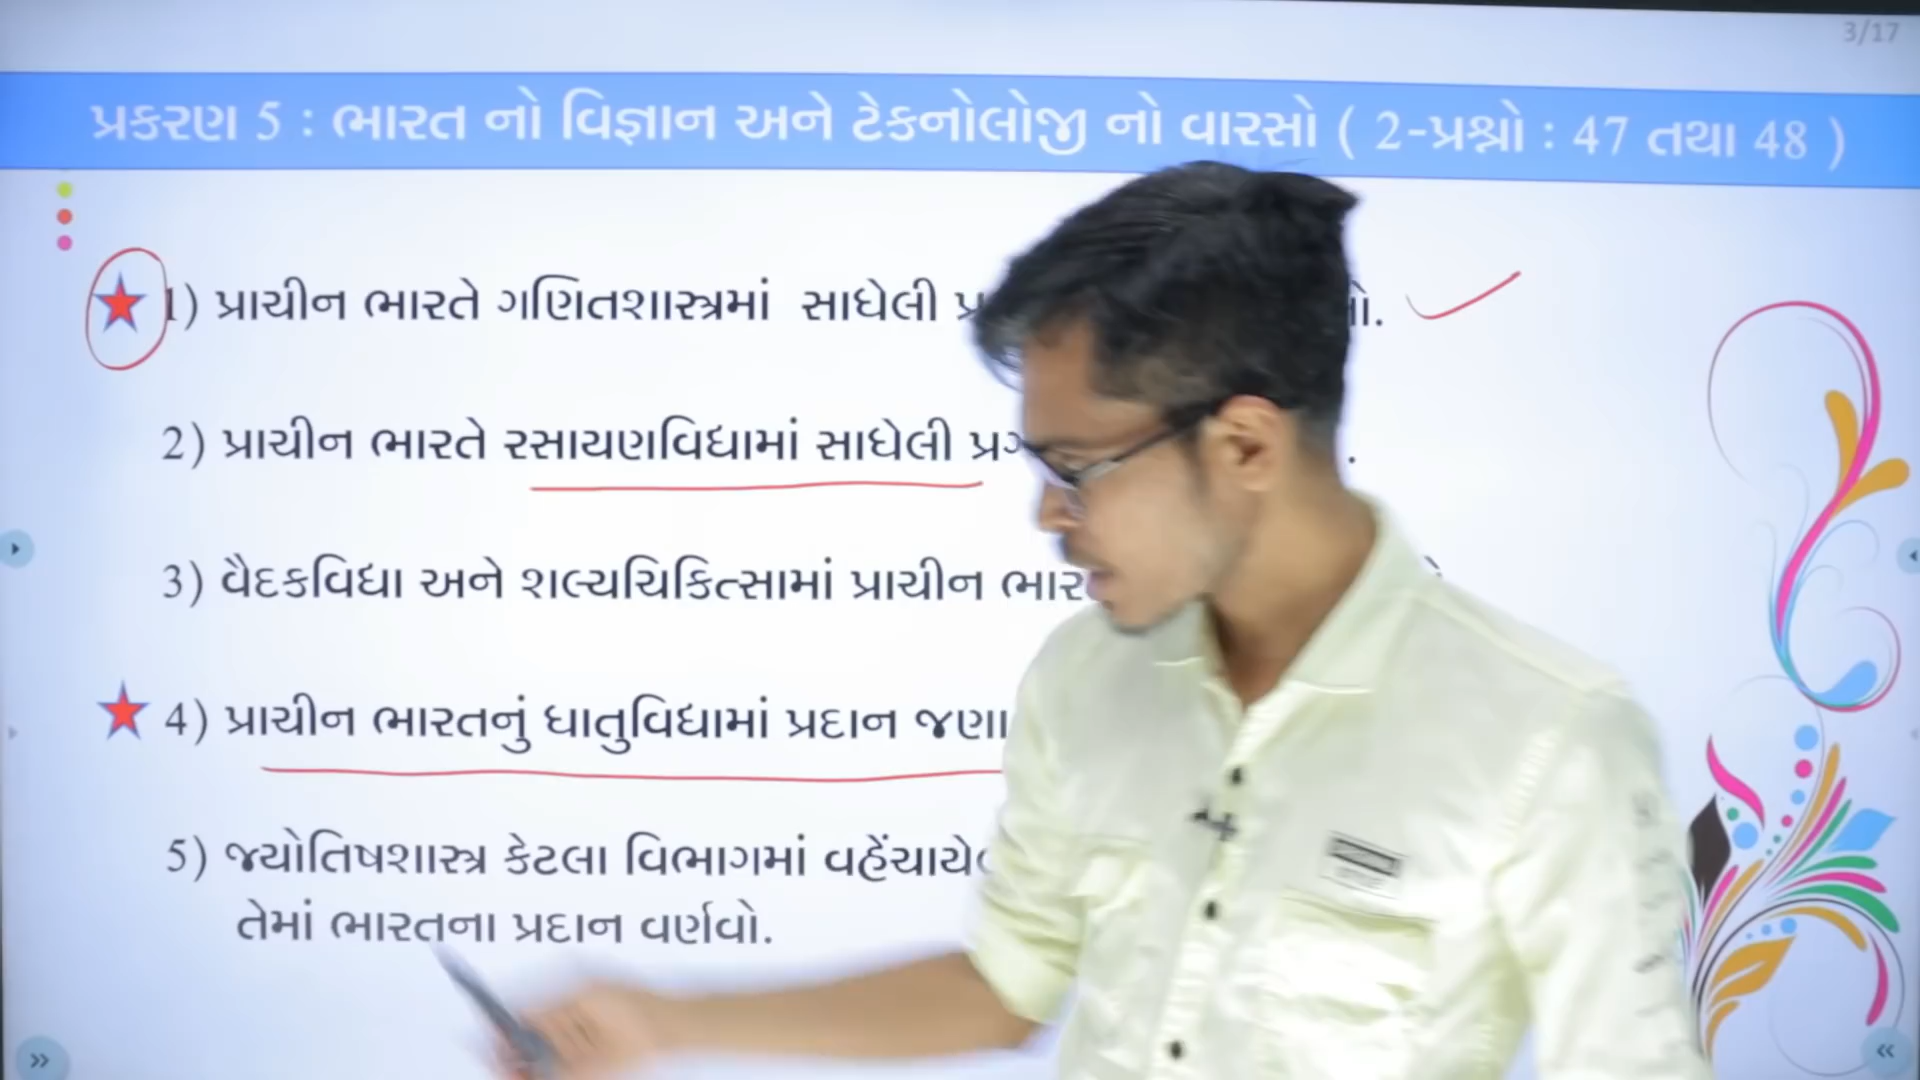 3/17
પ્રકરણ 5 : ભારત નો વિજ્ઞાન અને ટેકનોલોજી નો વારસો ( 2-પ્રશ્નો : 47 તથા 48 )
1) પ્રાચીન ભારતે ગણિતશાસ્ત્રમાં સાધેલી
2) પ્રાચીન ભારતે રસાયણવિદ્યામાં સાધેલી
3) વૈદકવિદ્યા અને શલ્યચિકિત્સામાં પ્રાચીન
4) પ્રાચીન ભારતનું ધાતુવિદ્યામાં પ્રદાન
5) જ્યોતિષશાસ્ત્ર કેટલા વિભાગમાં
તેમાં ભારતના પ્રદાન વર્ણવો.